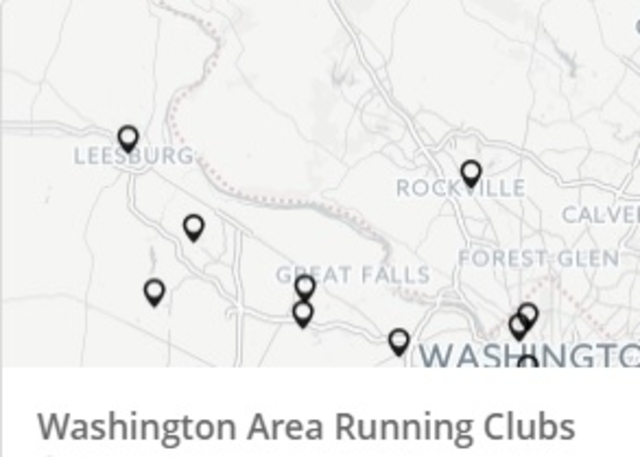 LEESBURG
ROCKVILLE
CALVE
FOREST GLEN
GREAT FALLS
WASHINGTO
Washington Area Running Clubs